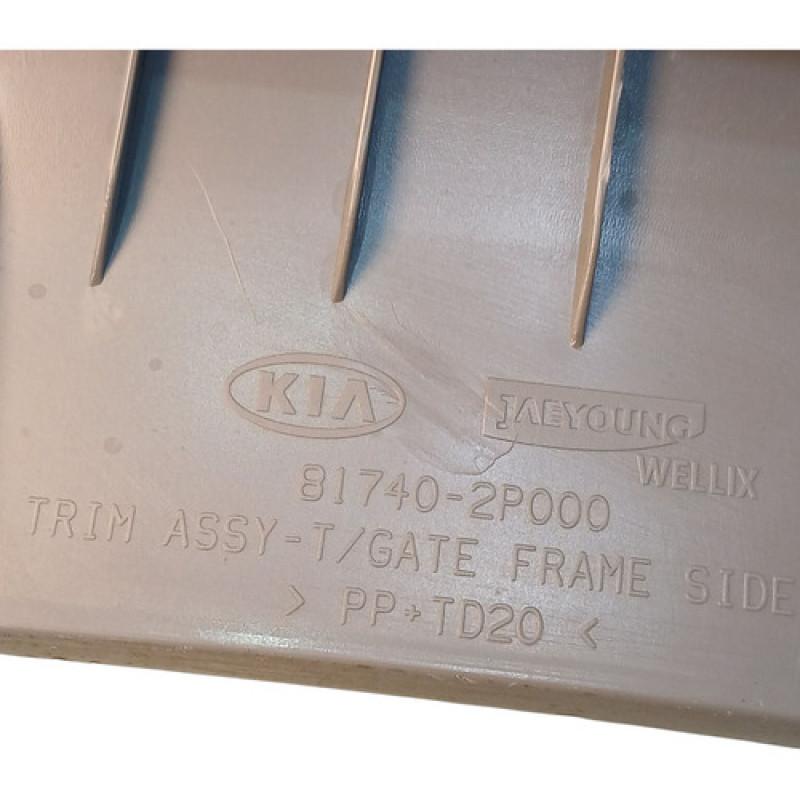 KIA JAEYOUNG
WELLIX
81740-2P000
TRIM ASSY-T/GATE FRAME SIDE
> PP+TD20 <